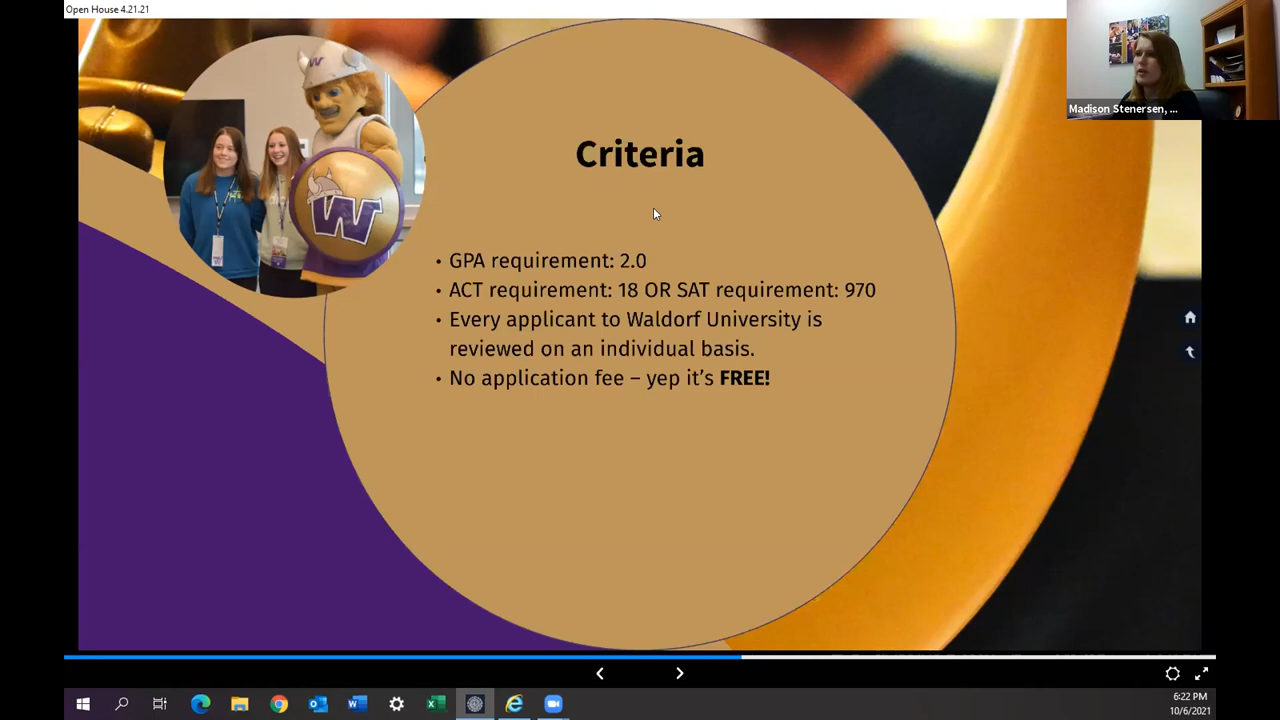 Open House 4.21.21
Madison Stenersen, ...
W
W
Criteria
• GPA requirement: 2.0
• ACT requirement: 18 OR SAT requirement: 970
• Every applicant to Waldorf University is
reviewed on an individual basis.
• No application fee – yep it's FREE!
6:22 PM
10/6/2021